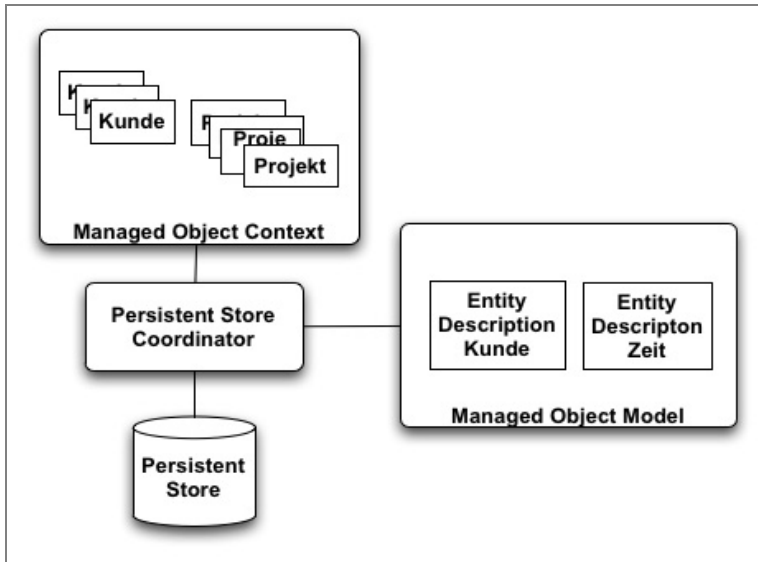 Kunde
Proje
Projekt
Managed Object Context
Persistent Store
Coordinator
Entity
Description
Kunde
Entity
Descripton
Zeit
Managed Object Model
Persistent
Store